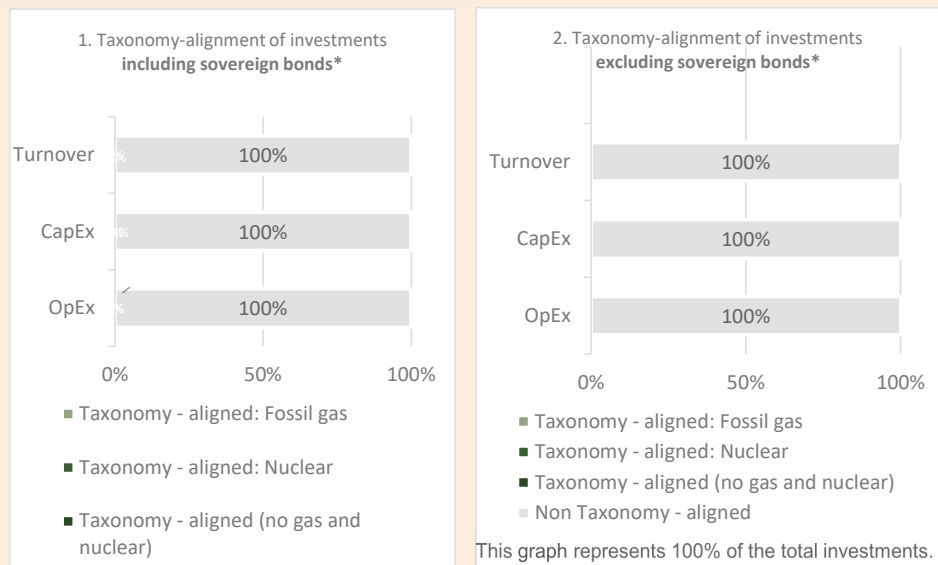 1. Taxonomy-alignment of investments
including sovereign bonds*
Turnover
100%
CapEx
100%
OpEx
100%
0%
50%
100%
Taxonomy - aligned: Fossil gas
Taxonomy - aligned: Nuclear
Taxonomy - aligned (no gas and
nuclear)
2. Taxonomy-alignment of investments
excluding sovereign bonds*
Turnover
100%
CapEx
100%
OpEx
100%
0%
50%
100%
Taxonomy - aligned: Fossil gas
Taxonomy - aligned: Nuclear
Taxonomy - aligned (no gas and nuclear)
Non Taxonomy - aligned
This graph represents 100% of the total investments.